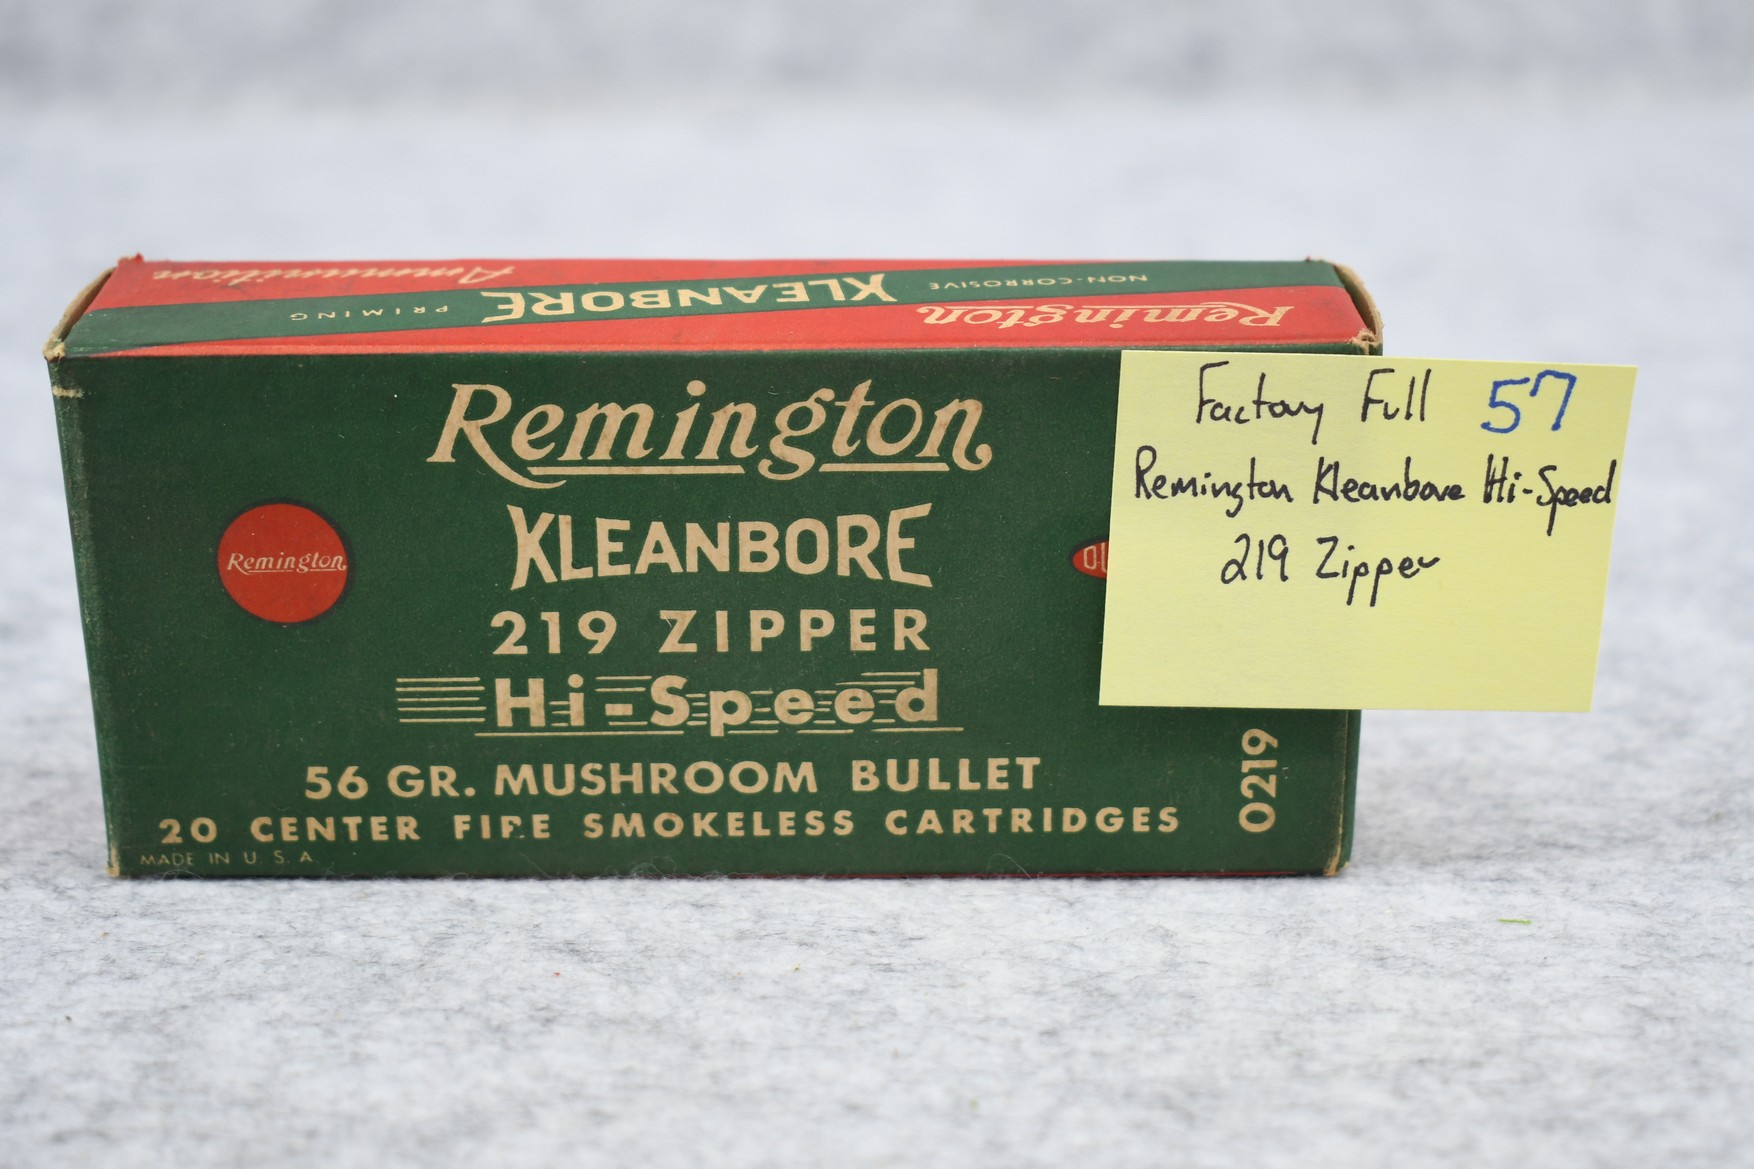 Remington
KLEANBORE
NON-CORROSIVE
PRIMING
Ammunition
Remington
KLEANBORE
219 ZIPPER
Hi-Speed
56 GR. MUSHROOM BULLET
20 CENTER FIRE SMOKELESS CARTRIDGES
MADE IN U. S. A.
Remington
0219
Factory Full 57
Remington Kleanbore Hi-Speed
219 Zipper